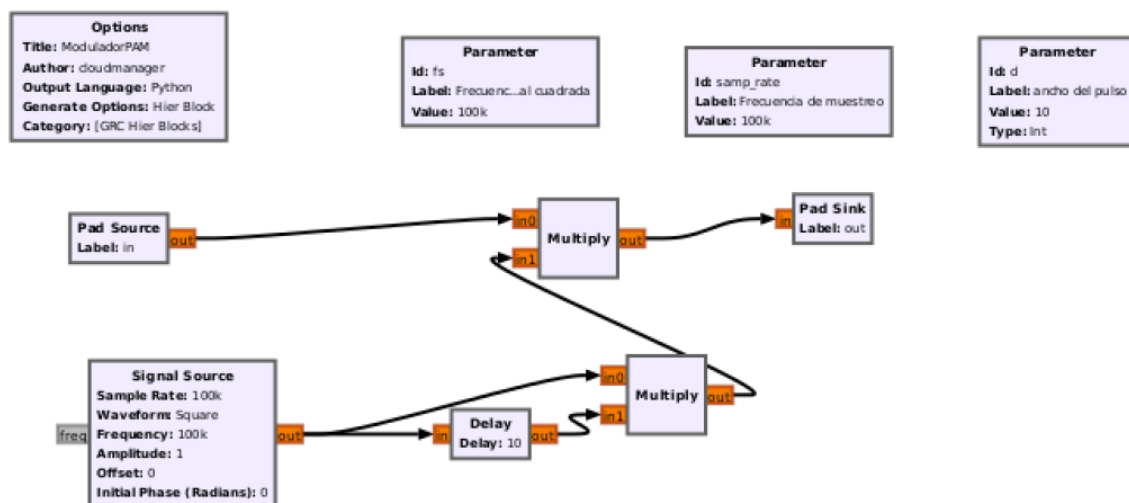 Options
Title: ModuladorPAM
Author: cloudmanager
Output Language: Python
Generate Options: Hier Block
Category: [GRC Hier Blocks]
Parameter
Id: fs
Label: Frecuenc...al cuadrada
Value: 100k
Parameter
Id: samp_rate
Label: Frecuencia de muestreo
Value: 100k
Parameter
Id: d
Label: ancho del pulso
Value: 10
Type: Int
Pad Source
Label: in
out
in0
in1
Multiply
out
in
Pad Sink
Label: out
Signal Source
Sample Rate: 100k
Waveform: Square
Frequency: 100k
Amplitude: 1
Offset: 0
Initial Phase (Radians): 0
freq
out
in
Delay
Delay: 10
out
in0
in1
Multiply
out